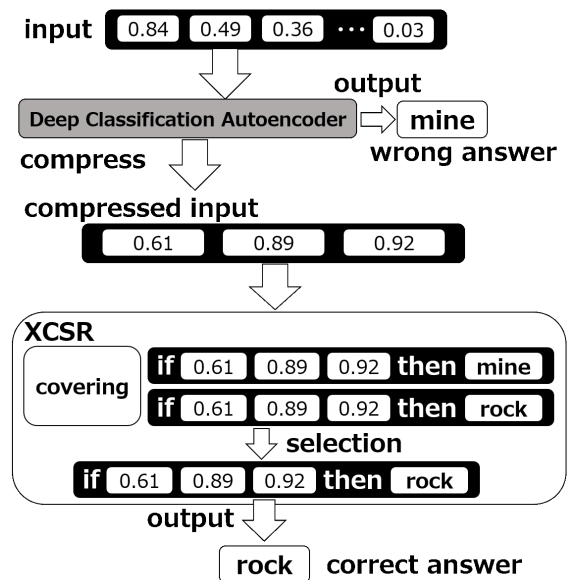 input 0.84 0.49 0.36 ··· 0.03
output
Deep Classification Autoencoder mine
compress wrong answer
compressed input
0.61 0.89 0.92
XCSR
covering
if 0.61 0.89 0.92 then mine
if 0.61 0.89 0.92 then rock
selection
if 0.61 0.89 0.92 then rock
output
rock correct answer